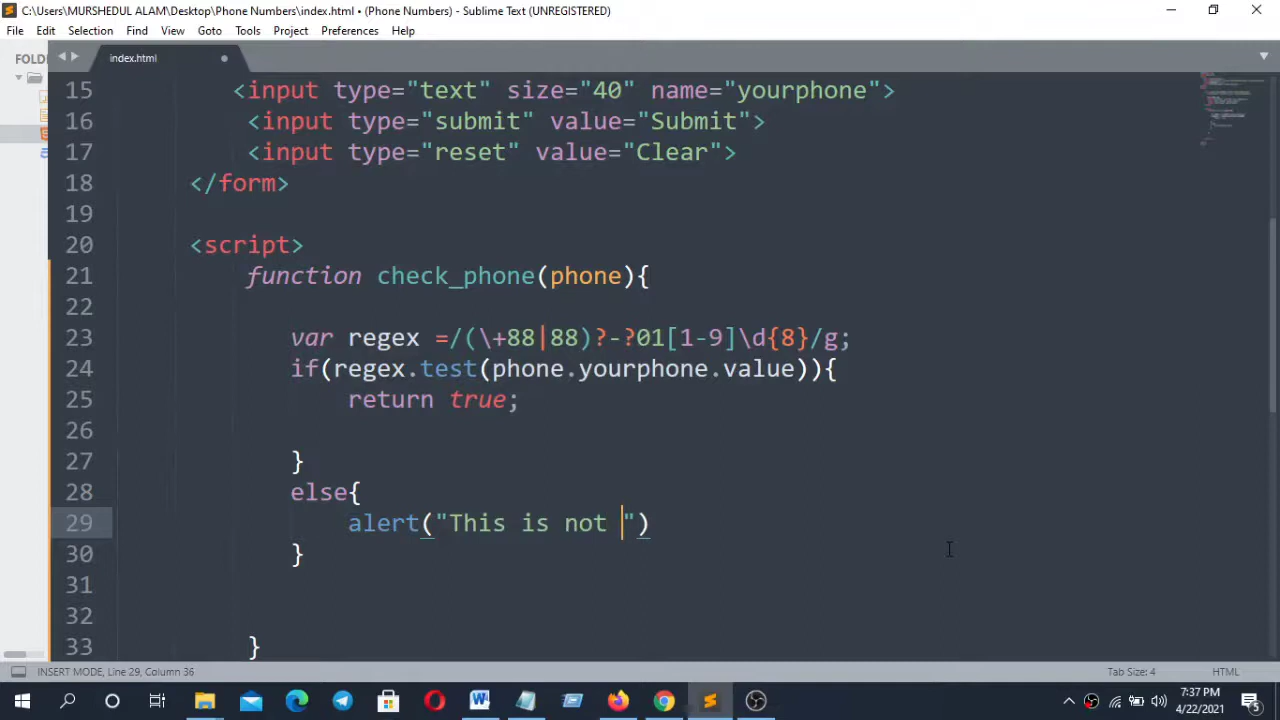 C:\Users\MURSHEDUL ALAM\Desktop\Phone Numbers\index.html • (Phone Numbers) - Sublime Text (UNREGISTERED)
File Edit Selection Find View Goto Tools Project Preferences Help
FOLD
index.html
15 <input type="text" size="40" name="yourphone">
16 <input type="submit" value="Submit">
17 <input type="reset" value="Clear">
18 </form>
19
20 <script>
21 function check_phone(phone){
22
23 var regex =/(\+88|88)?-?01[1-9]\d{8}/g;
24 if(regex.test(phone.yourphone.value)){
25 return true;
26
27 }
28 else{
29 alert("This is not ")
30 }
31
32
33 }
INSERT MODE, Line 29, Column 36 Tab Size: 4 HTML
7:37 PM
4/22/2021
5